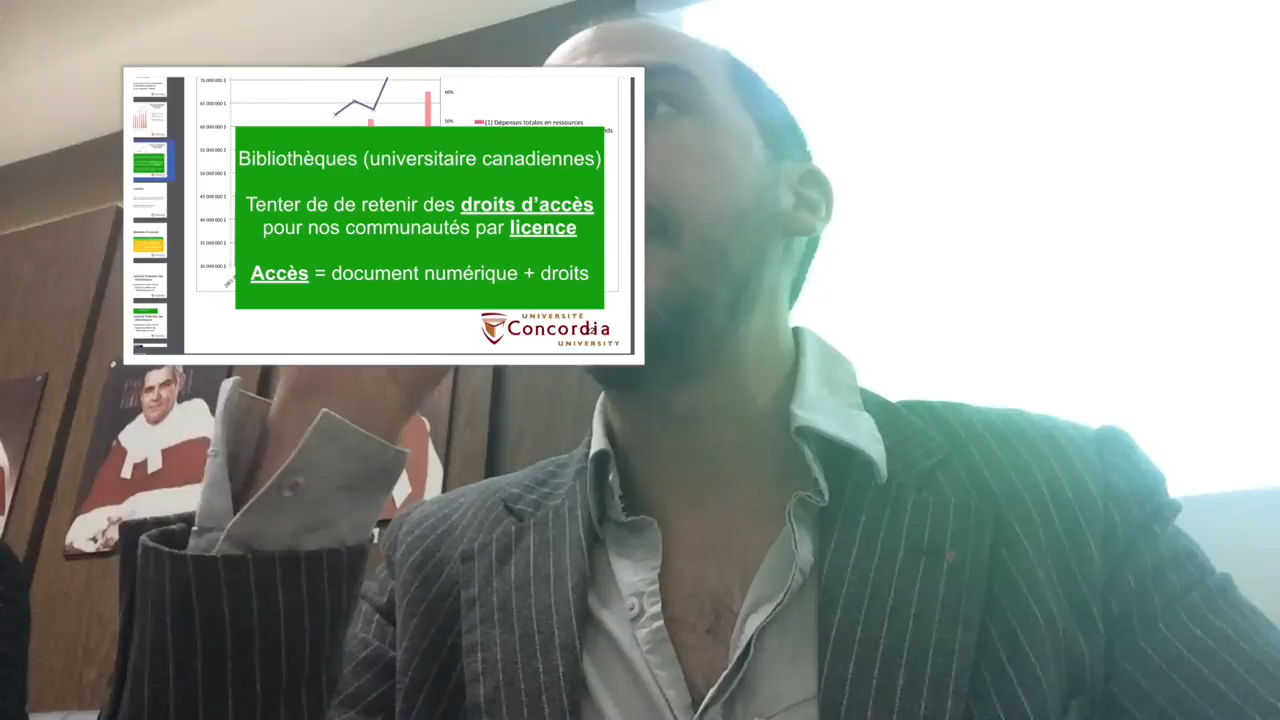 70 000 000 $
65 000 000 $
60 000 000 $
55 000 000 $
50 000 000 $
45 000 000 $
40 000 000 $
35 000 000 $
30 000 000 $
60%
50%
(1) Dépenses totales en ressources
nds
Bibliothèques (universitaire canadiennes)
Tenter de de retenir des droits d’accès
pour nos communautés par licence
Accès = document numérique + droits
UNIVERSITÉ
Concordia
UNIVERSITY